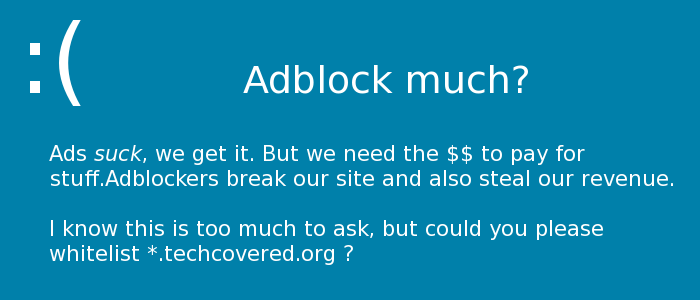 :(
Adblock much?
Ads suck, we get it. But we need the $$ to pay for
stuff.Adblockers break our site and also steal our revenue.
I know this is too much to ask, but could you please
whitelist *.techcovered.org ?